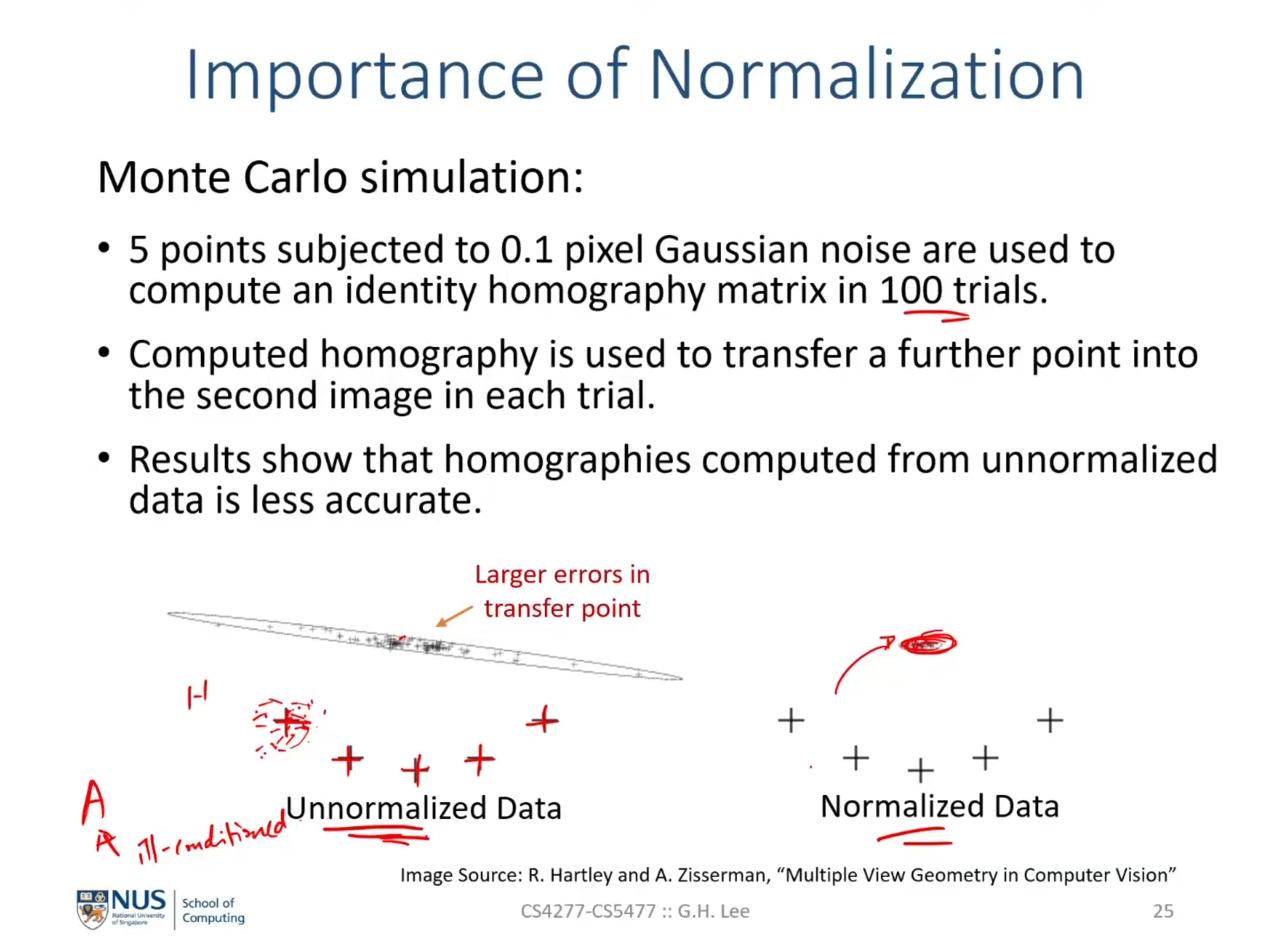 Importance of Normalization
Monte Carlo simulation:
• 5 points subjected to 0.1 pixel Gaussian noise are used to
compute an identity homography matrix in 100 trials.
• Computed homography is used to transfer a further point into
the second image in each trial.
• Results show that homographies computed from unnormalized
data is less accurate.
Larger errors in
transfer point
H
A
ill-conditioned
Unnormalized Data
Normalized Data
Image Source: R. Hartley and A. Zisserman, “Multiple View Geometry in Computer Vision”
NUS
National University
of Singapore
School of
Computing
CS4277-CS5477 :: G.H. Lee
25